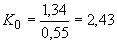 K₀ = 1,34/0,55 = 2,43